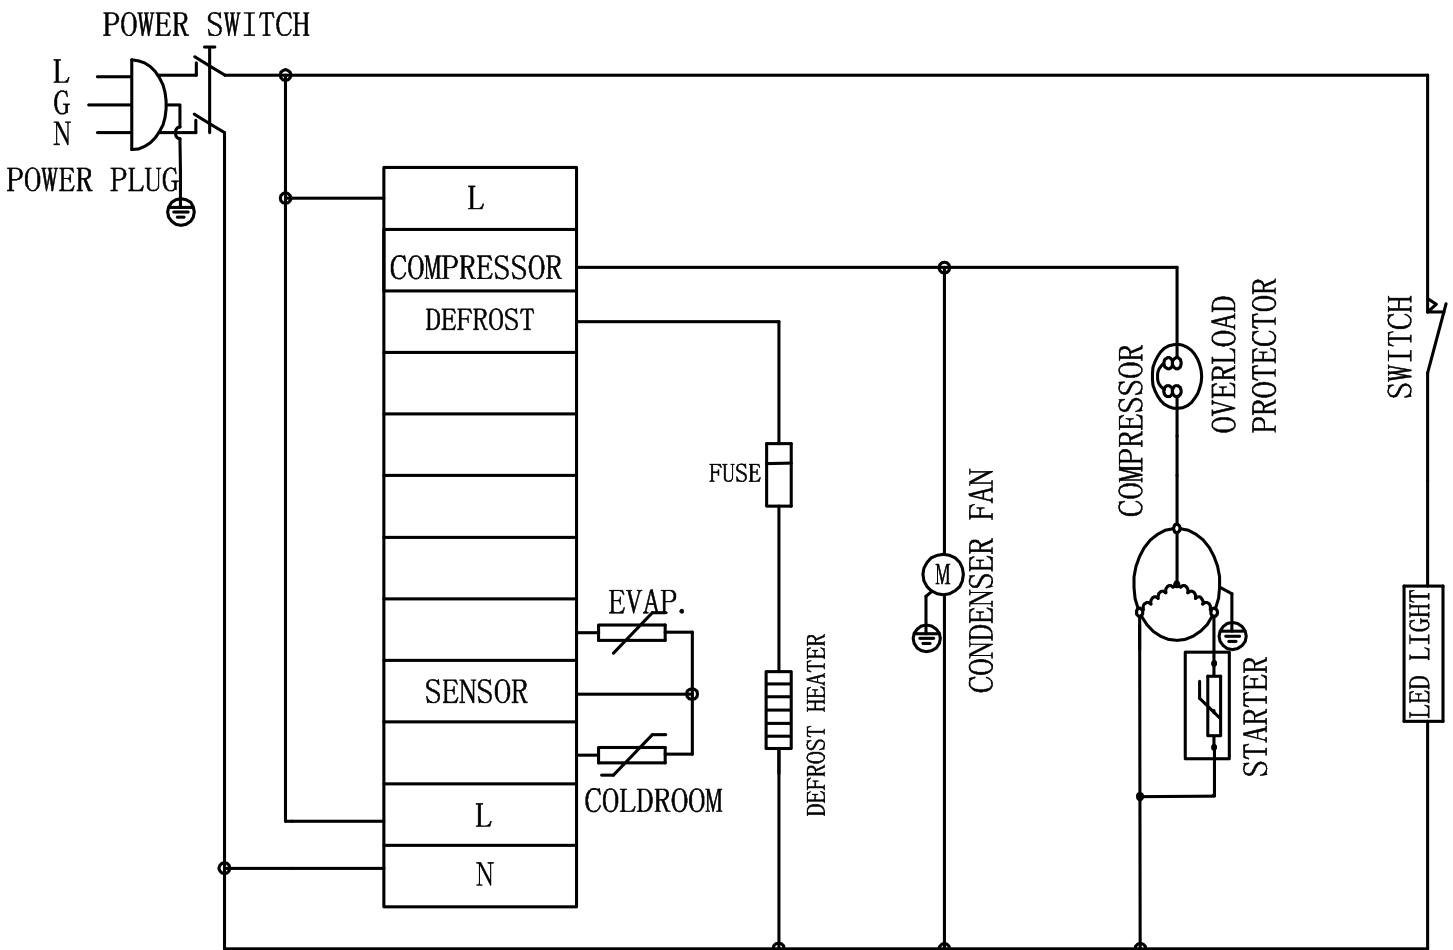 POWER SWITCH
L
G
N
POWER PLUG
L
COMPRESSOR
DEFROST
SENSOR
L
N
EVAP.
COLDROOM
FUSE
DEFROST HEATER
M
CONDENSER FAN
COMPRESSOR
OVERLOAD
PROTECTOR
STARTER
SWITCH
LED LIGHT